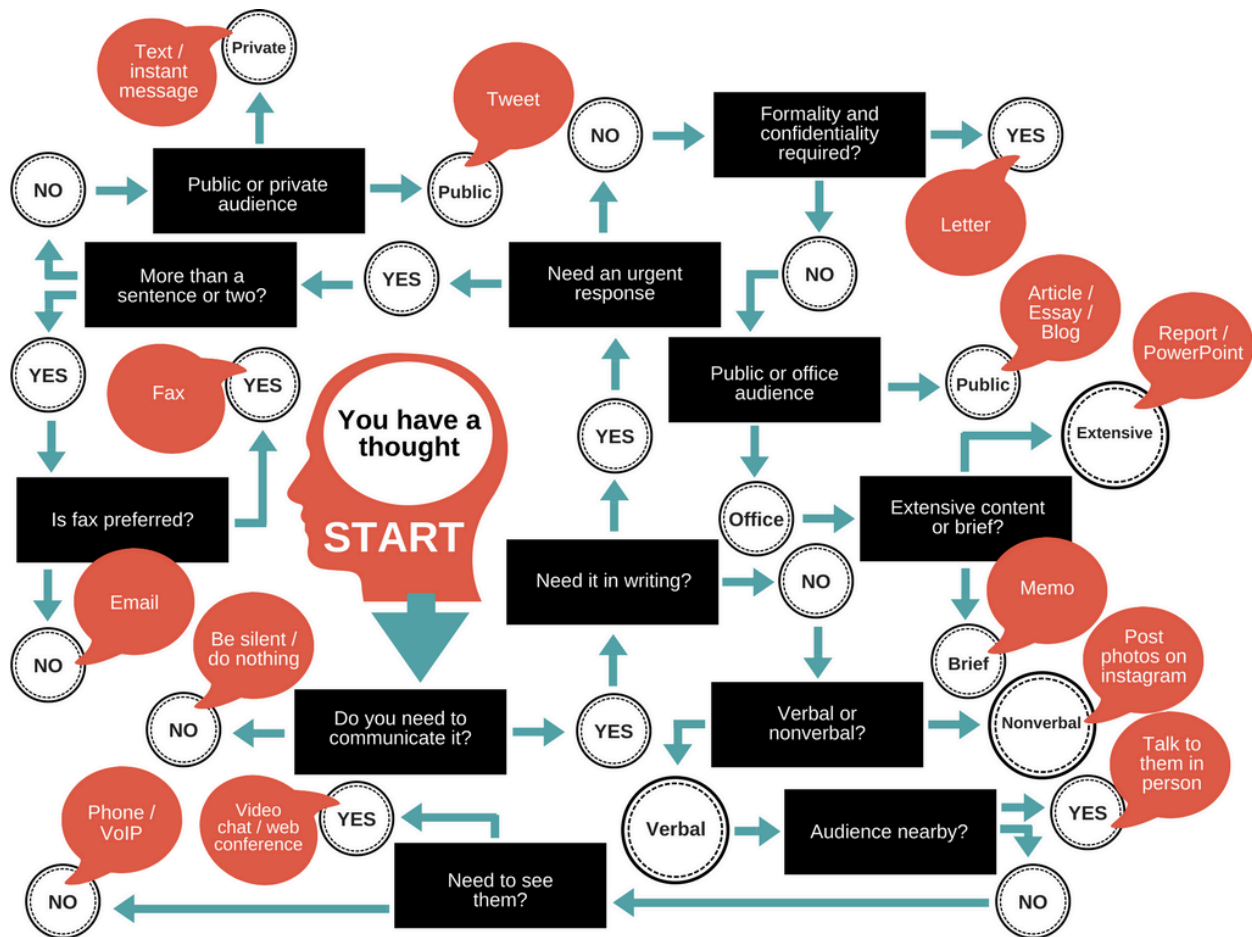 Text /
instant
message
Private
Tweet
NO
Formality and
confidentiality
required?
YES
NO
Public or private
audience
Public
Letter
More than a
sentence or two?
YES
Need an urgent
response
NO
Article /
Essay /
Blog
Report /
PowerPoint
YES
Fax
YES
You have a
thought
START
YES
Public or office
audience
Public
Extensive
Is fax preferred?
Office
Extensive content
or brief?
Need it in writing?
NO
Email
NO
Be silent /
do nothing
NO
Memo
Brief
Post
photos on
instagram
Do you need to
communicate it?
YES
Verbal or
nonverbal?
Nonverbal
Talk to
them in
person
Phone /
VoIP
Video
chat / web
conference
YES
Verbal
Audience nearby?
YES
NO
Need to see
them?
NO